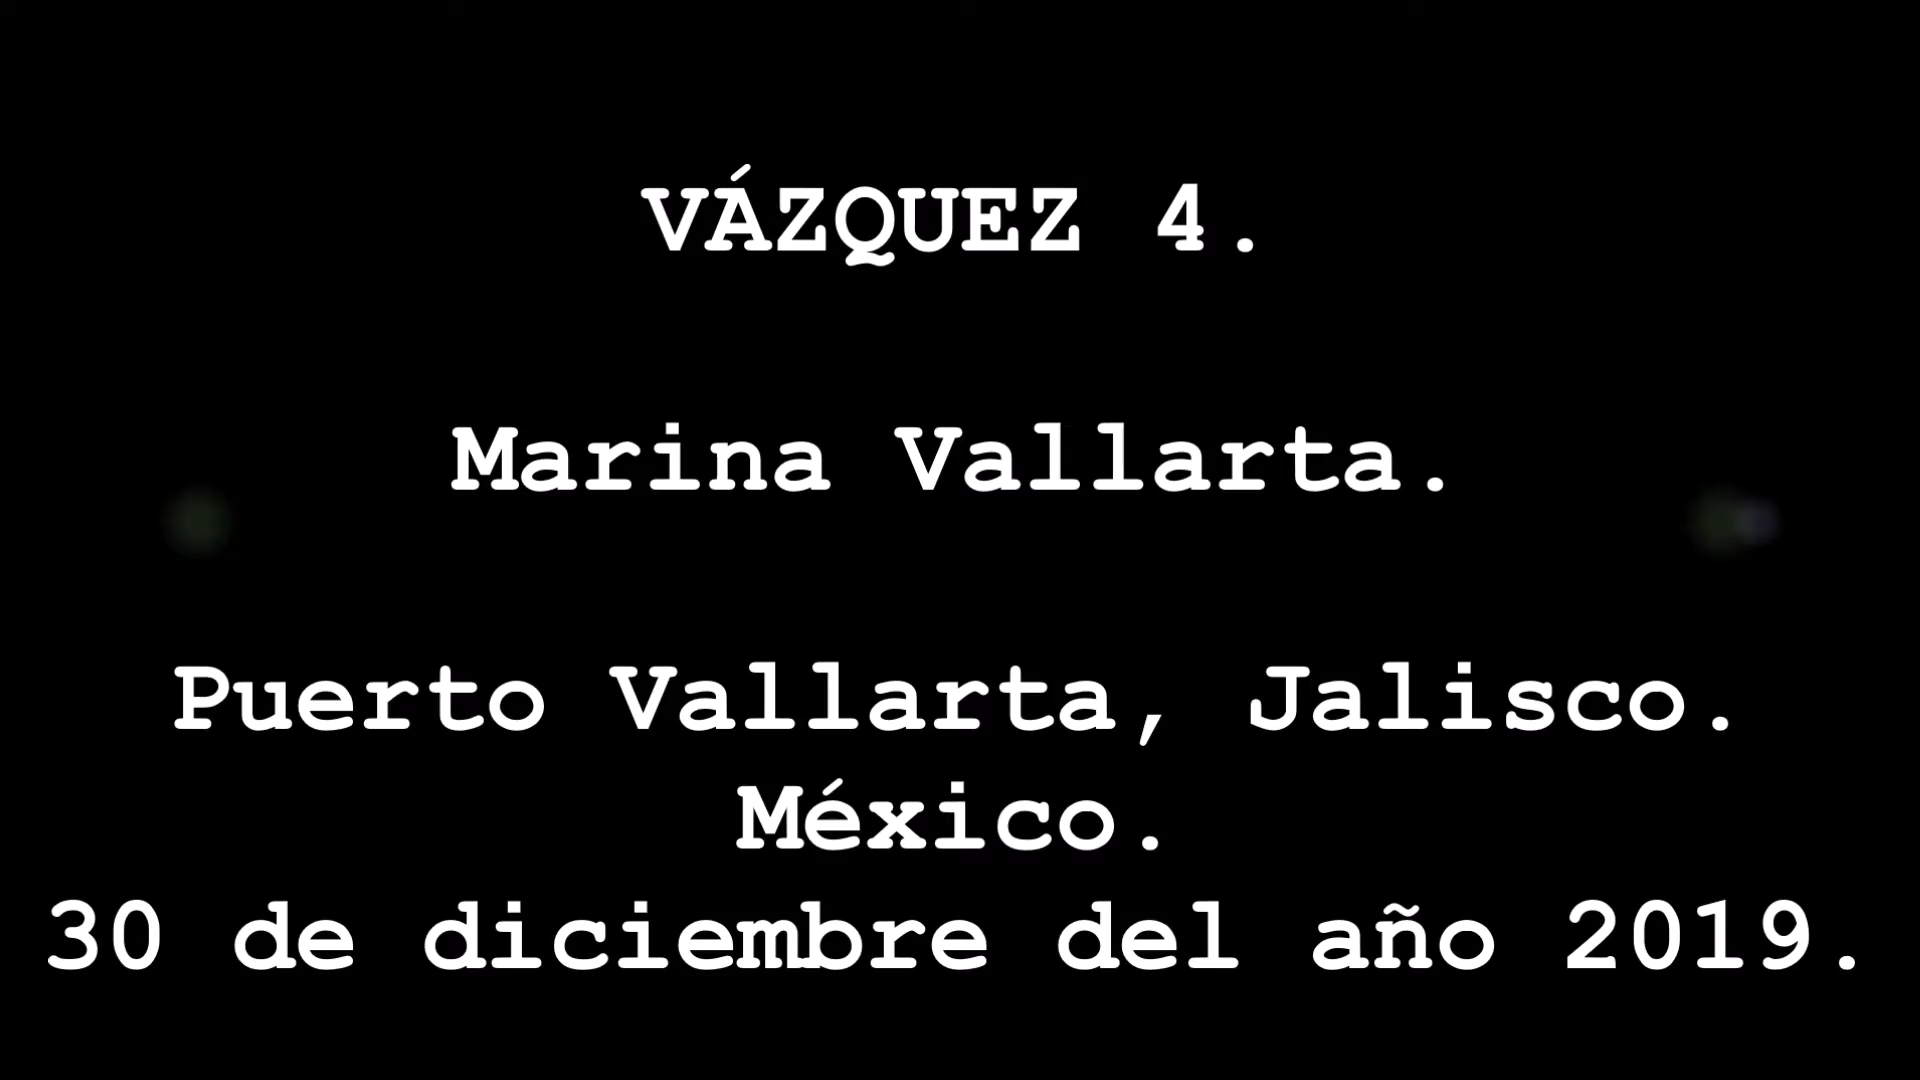 VÁZQUEZ 4.
Marina Vallarta.
Puerto Vallarta, Jalisco.
México.
30 de diciembre del año 2019.